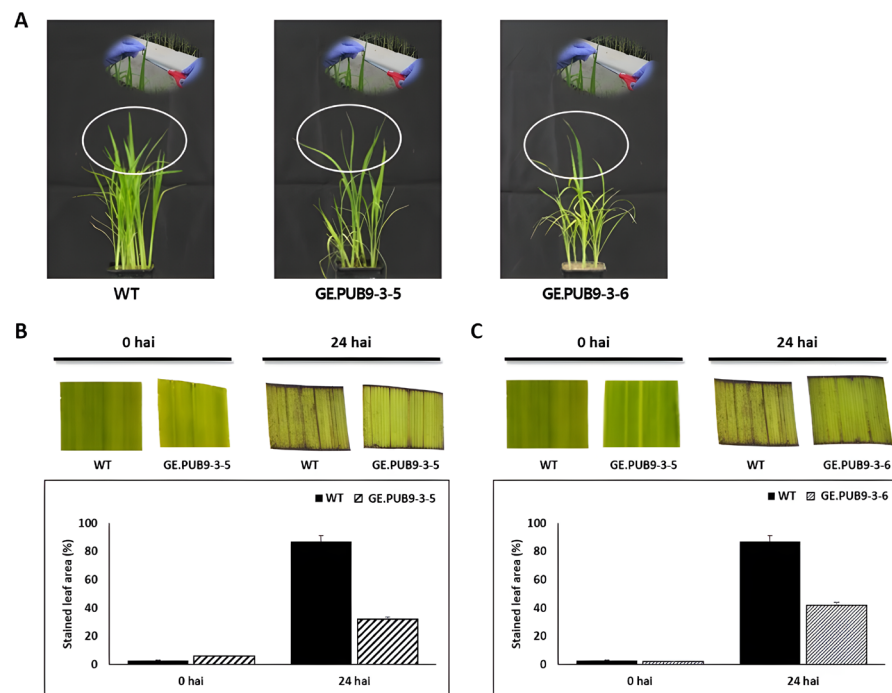 A
WT
GE.PUB9-3-5
GE.PUB9-3-6
B
0 hai
24 hai
WT
GE.PUB9-3-5
WT
GE.PUB9-3-5
WT
GE.PUB9-3-5
Stained leaf area (%)
100
80
60
40
20
0
0 hai
24 hai
C
0 hai
24 hai
WT
GE.PUB9-3-5
WT
GE.PUB9-3-6
WT
GE.PUB9-3-6
Stained leaf area (%)
100
80
60
40
20
0
0 hai
24 hai